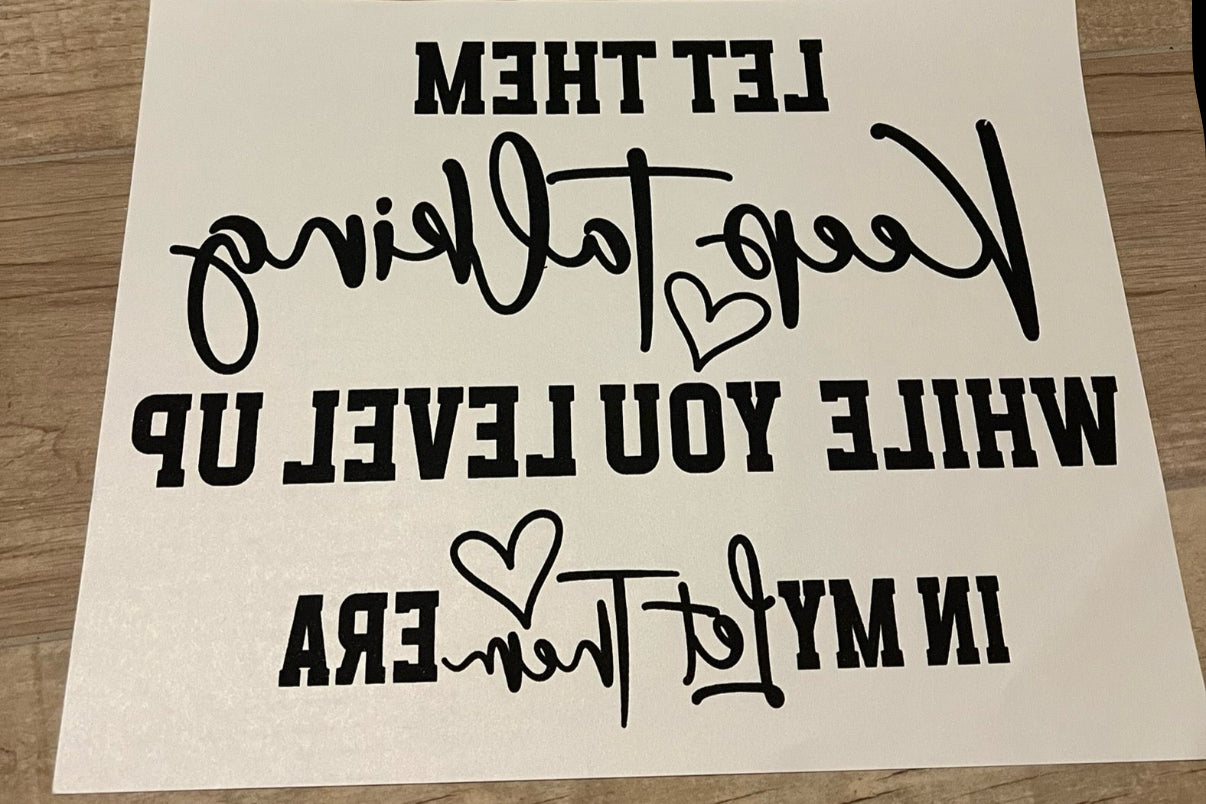 LET THEM
Keep Talking
WHILE YOU LEVEL UP
IN MY Let Them ERA